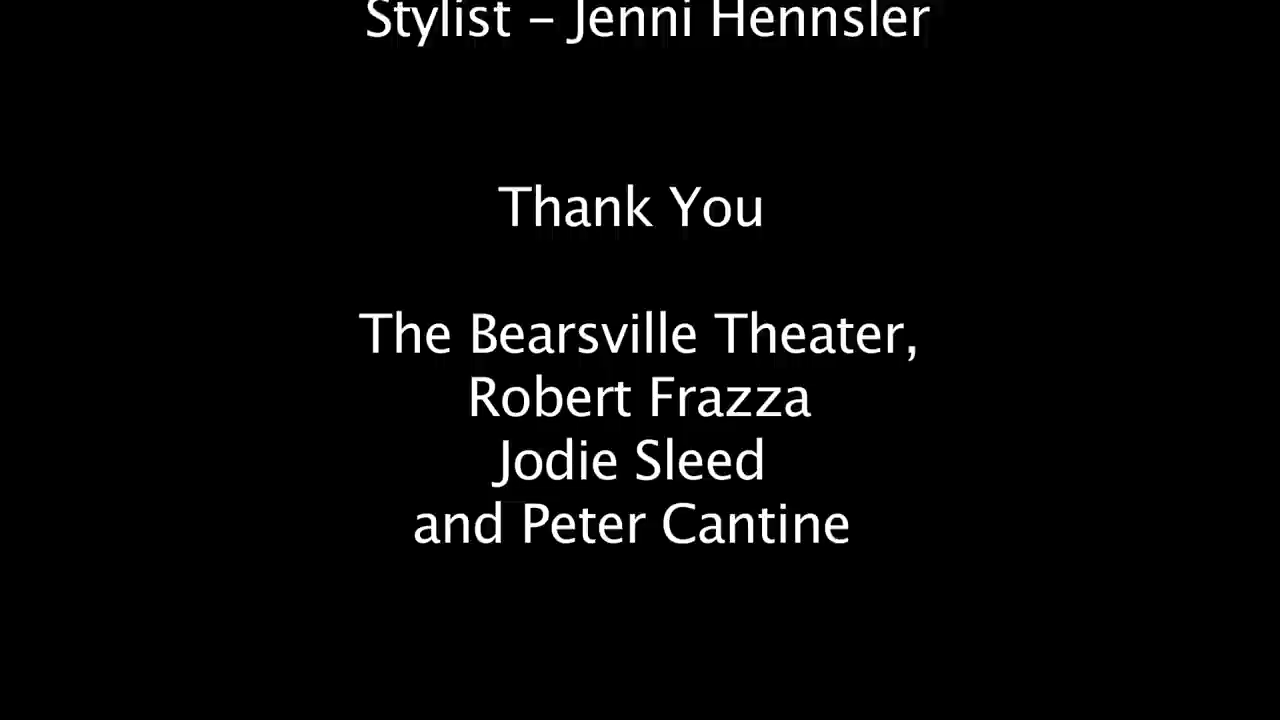 Stylist – Jenni Hennsler
Thank You
The Bearsville Theater,
Robert Frazza
Jodie Sleed
and Peter Cantine